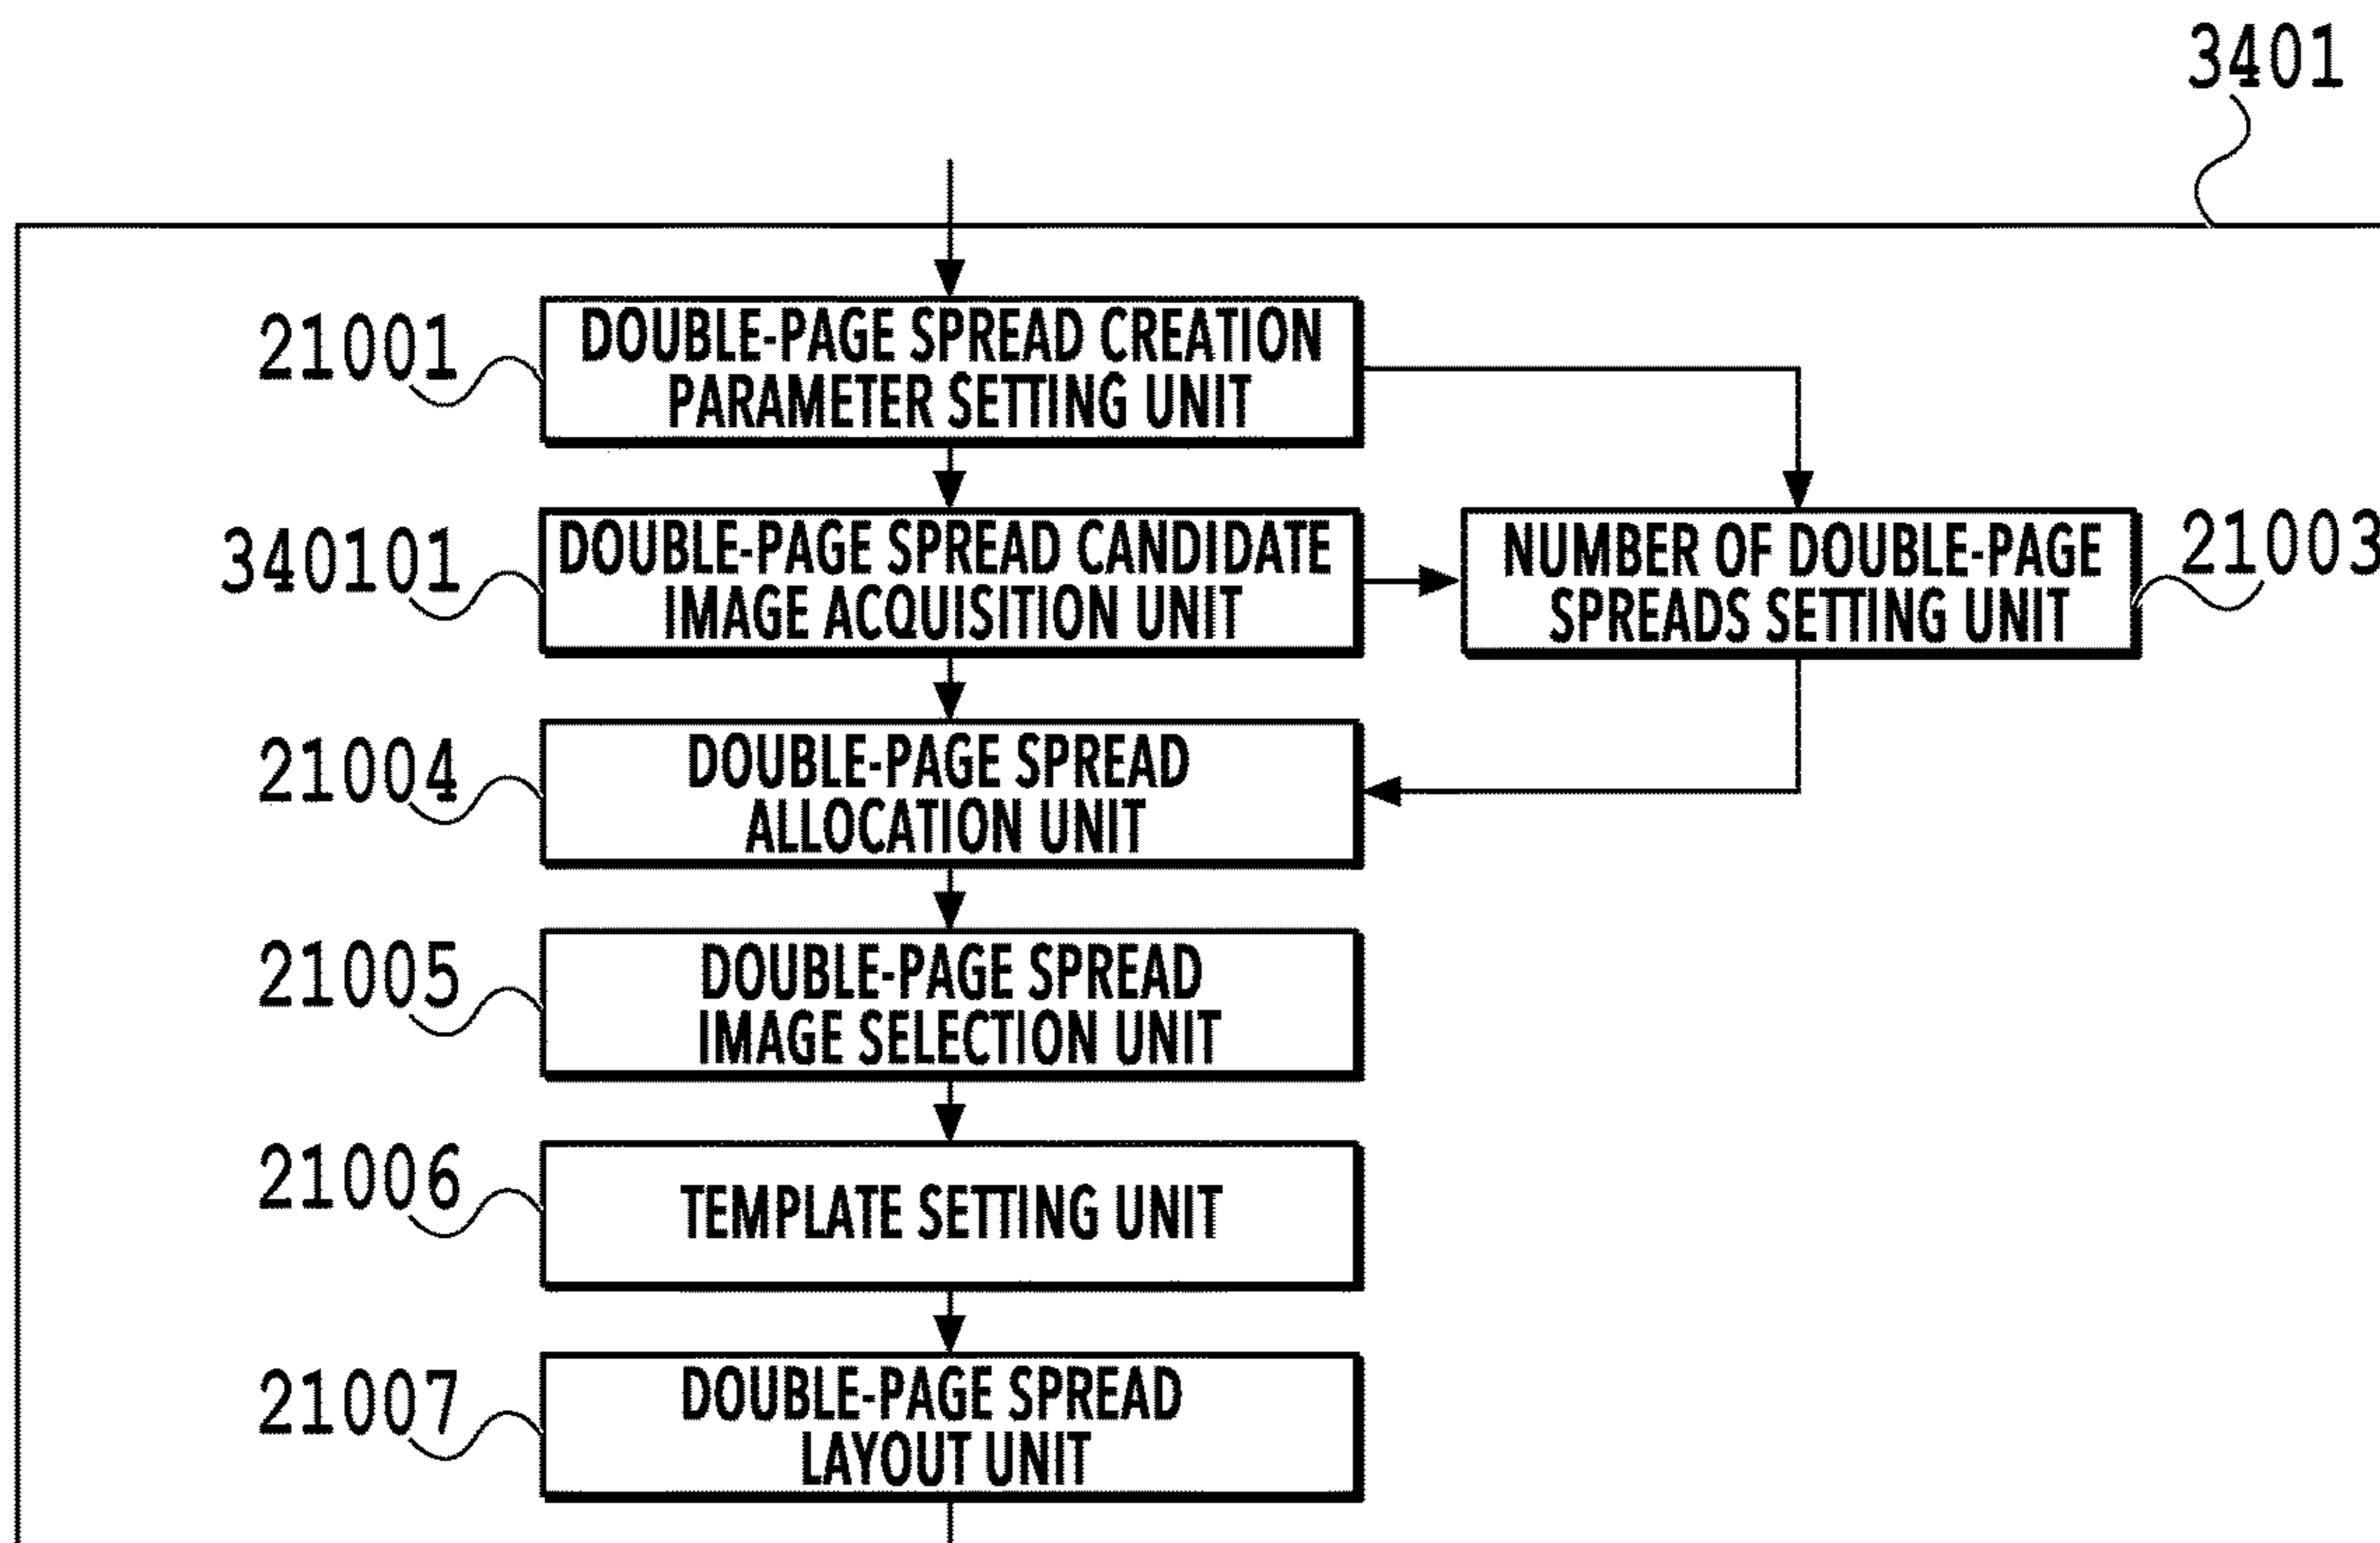 3401
21001
DOUBLE-PAGE SPREAD CREATION
PARAMETER SETTING UNIT
340101
DOUBLE-PAGE SPREAD CANDIDATE
IMAGE ACQUISITION UNIT
NUMBER OF DOUBLE-PAGE
SPREADS SETTING UNIT
21003
21004
DOUBLE-PAGE SPREAD
ALLOCATION UNIT
21005
DOUBLE-PAGE SPREAD
IMAGE SELECTION UNIT
21006
TEMPLATE SETTING UNIT
21007
DOUBLE-PAGE SPREAD
LAYOUT UNIT